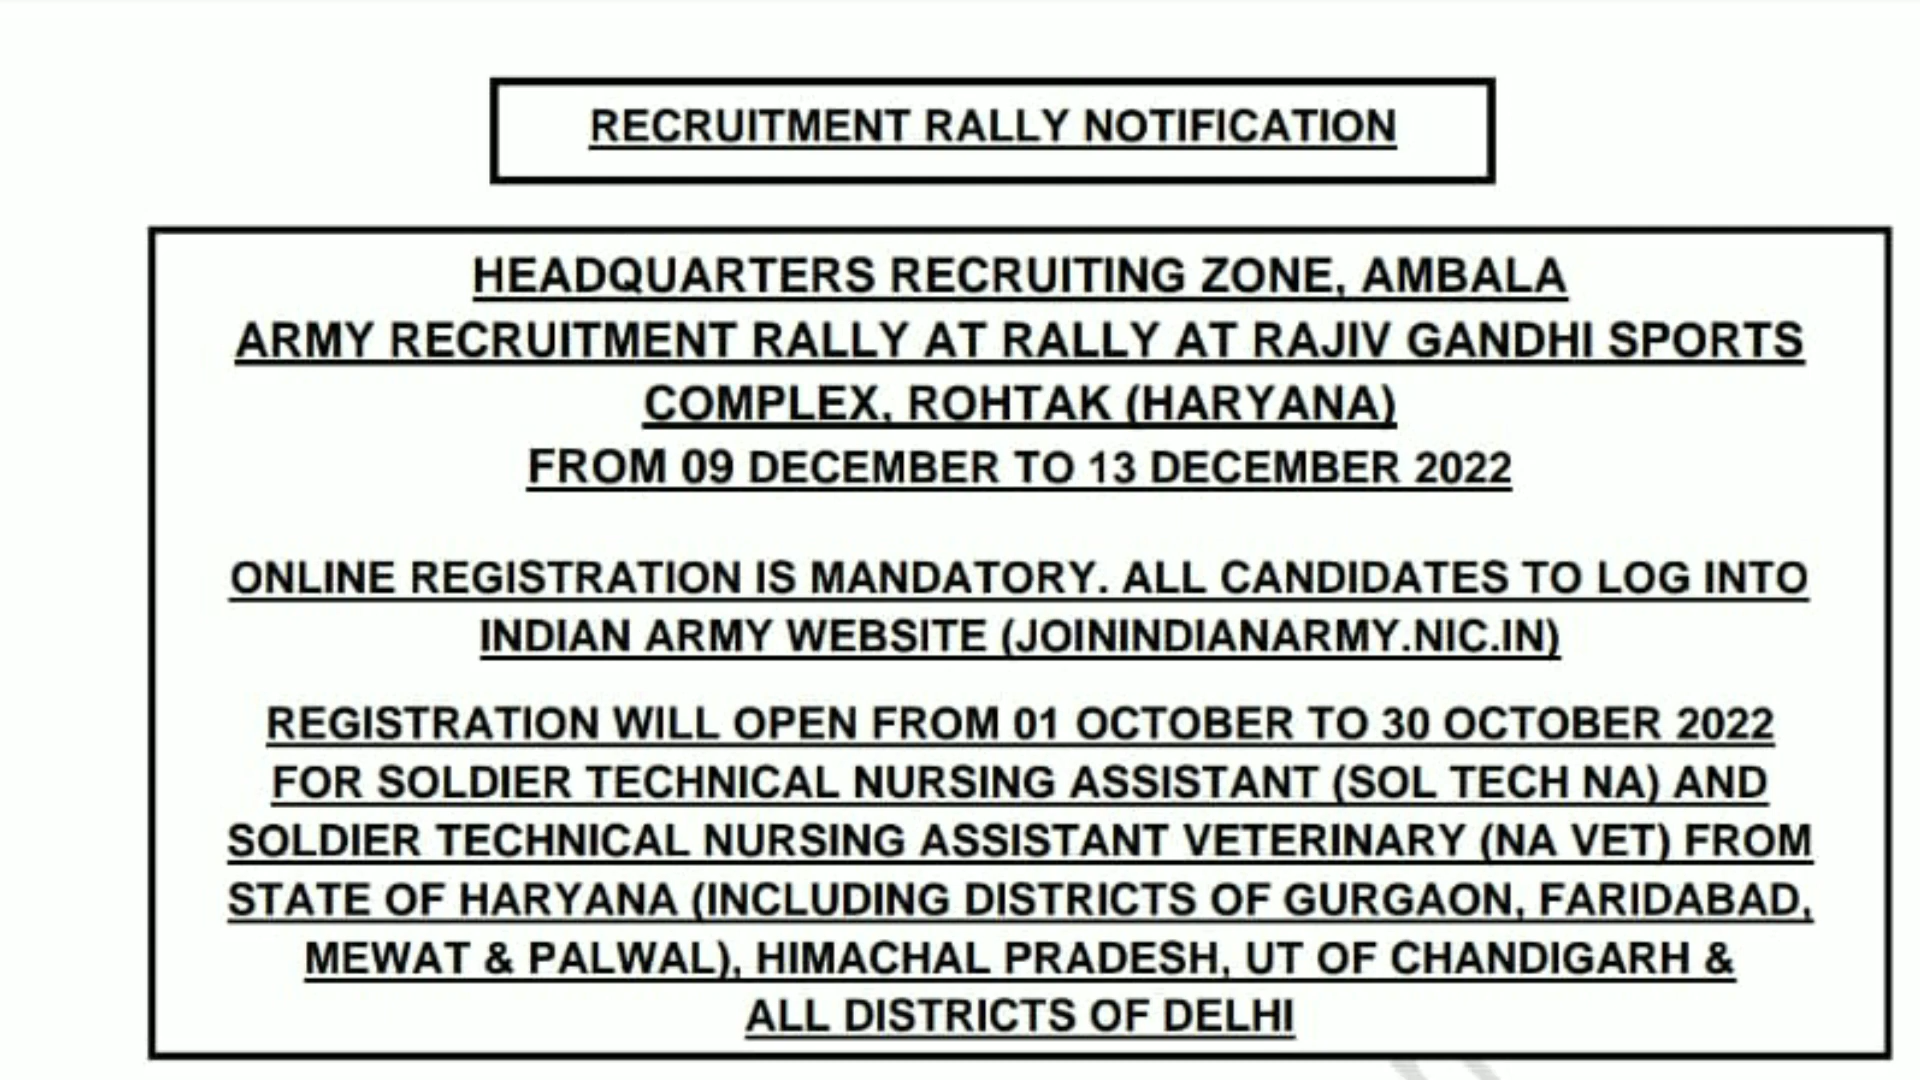 RECRUITMENT RALLY NOTIFICATION
HEADQUARTERS RECRUITING ZONE, AMBALA
ARMY RECRUITMENT RALLY AT RALLY AT RAJIV GANDHI SPORTS
COMPLEX, ROHTAK (HARYANA)
FROM 09 DECEMBER TO 13 DECEMBER 2022
ONLINE REGISTRATION IS MANDATORY. ALL CANDIDATES TO LOG INTO
INDIAN ARMY WEBSITE (JOININDIANARMY.NIC.IN)
REGISTRATION WILL OPEN FROM 01 OCTOBER TO 30 OCTOBER 2022
FOR SOLDIER TECHNICAL NURSING ASSISTANT (SOL TECH NA) AND
SOLDIER TECHNICAL NURSING ASSISTANT VETERINARY (NA VET) FROM
STATE OF HARYANA (INCLUDING DISTRICTS OF GURGAON, FARIDABAD,
MEWAT & PALWAL), HIMACHAL PRADESH, UT OF CHANDIGARH &
ALL DISTRICTS OF DELHI